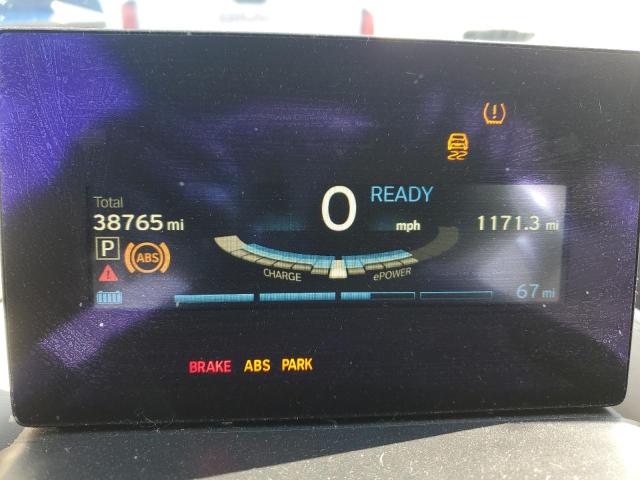 Total
38765 mi
0 mph
READY
1171.3 mi
P
ABS
CHARGE
ePOWER
67 mi
BRAKE ABS PARK